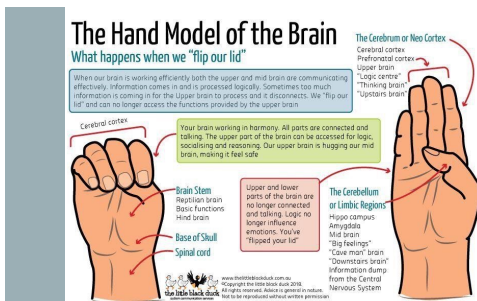 The Hand Model of the Brain
What happens when we "flip our lid"
When our brain is working efficiently both the upper and mid brain are communicating
effectively. Information comes in and is processed logically. Sometimes too much
information is coming in for the Upper brain to process and it disconnects. We "flip our
lid" and can no longer access the functions provided by the upper brain
The Cerebrum or Neo Cortex
Cerebral cortex
Prefronatal cortex
Upper brain
"Logic centre"
"Thinking brain"
"Upstairs brain"
Cerebral cortex
Your brain working in harmony. All parts are connected and
talking. The upper part of the brain can be accessed for logic,
socialising and reasoning. Our upper brain is hugging our mid
brain, making it feel safe
Brain Stem
Reptilian brain
Basic functions
Hind brain
Base of Skull
Spinal cord
Upper and lower
parts of the brain are
no longer connected
and talking. Logic no
longer influence
emotions. You've
"flipped your lid"
The Cerebellum
or Limbic Regions
Hippo campus
Amygdala
Mid brain
"Big feelings"
"Cave man" brain
"Downstairs brain"
Information dump
from the Central
Nervous System
the little black duck
www.thelittleblackduck.com.au
©Copyright the little black duck 2018.
All rights reserved. Advice is general in nature.
Not to be reproduced without written permission